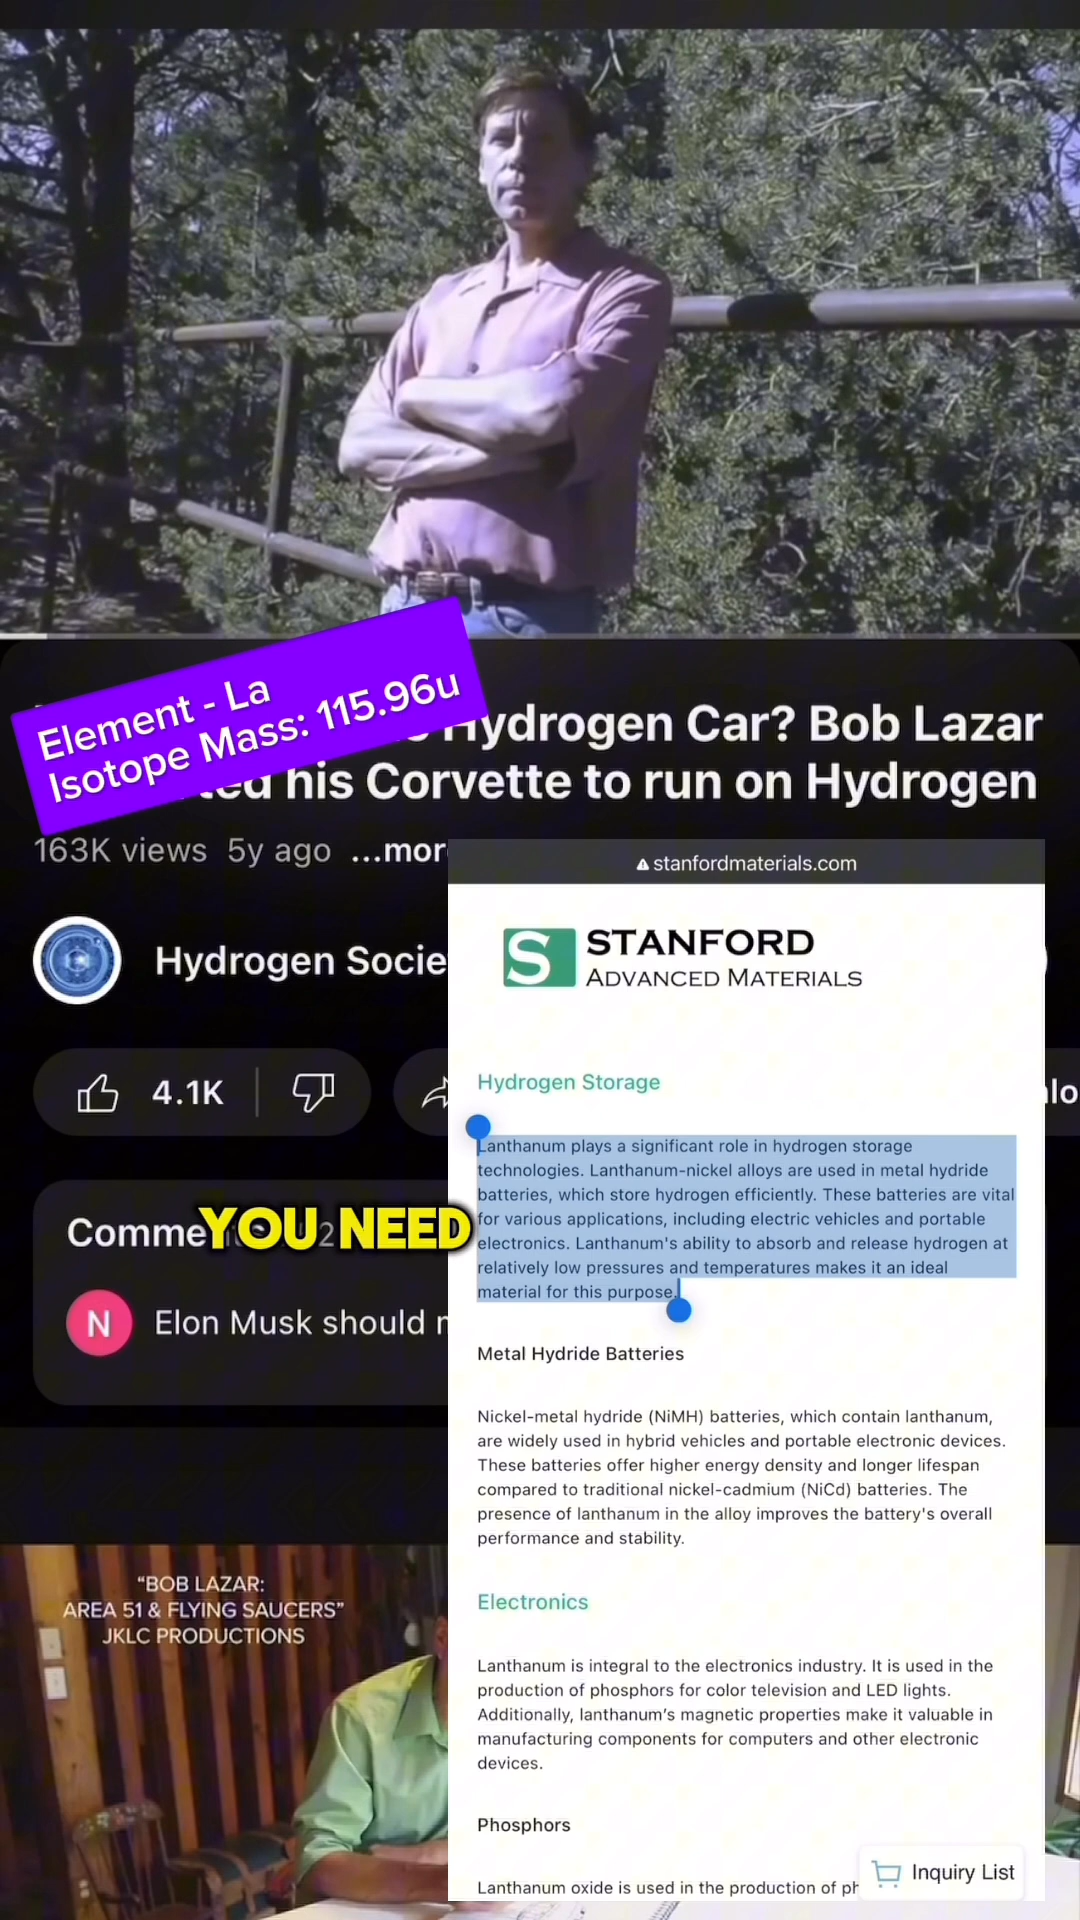 Element - La
Isotope Mass: 115.96u
Hydrogen Car? Bob Lazar
his Corvette to run on Hydrogen
163K views 5y ago ...mor
Hydrogen Socie
4.1K
Comme
YOU NEED
N
Elon Musk should
stanfordmaterials.com
S
STANFORD
ADVANCED MATERIALS
Hydrogen Storage
Lanthanum plays a significant role in hydrogen storage
technologies. Lanthanum-nickel alloys are used in metal hydride
batteries, which store hydrogen efficiently. These batteries are vital
for various applications, including electric vehicles and portable
electronics. Lanthanum's ability to absorb and release hydrogen at
relatively low pressures and temperatures makes it an ideal
material for this purpose.
Metal Hydride Batteries
Nickel-metal hydride (NiMH) batteries, which contain lanthanum,
are widely used in hybrid vehicles and portable electronic devices.
These batteries offer higher energy density and longer lifespan
compared to traditional nickel-cadmium (NiCd) batteries. The
presence of lanthanum in the alloy improves the battery's overall
performance and stability.
Electronics
Lanthanum is integral to the electronics industry. It is used in the
production of phosphors for color television and LED lights.
Additionally, lanthanum's magnetic properties make it valuable in
manufacturing components for computers and other electronic
devices.
Phosphors
Lanthanum oxide is used in the production of ph
Inquiry List
"BOB LAZAR:
AREA 51 & FLYING SAUCERS"
JKLC PRODUCTIONS